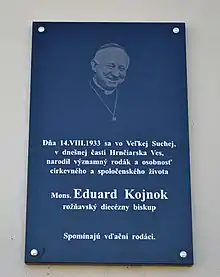 Dňa 14.VIII.1933 sa vo Veľkej Suchej,
v dnešnej časti Hrnčiarska Ves,
narodil významný rodák a osobnosť
cirkevného a spoločenského života
Mons. Eduard Kojnok
rožňavský diecézny biskup
Spomínajú vďační rodáci.